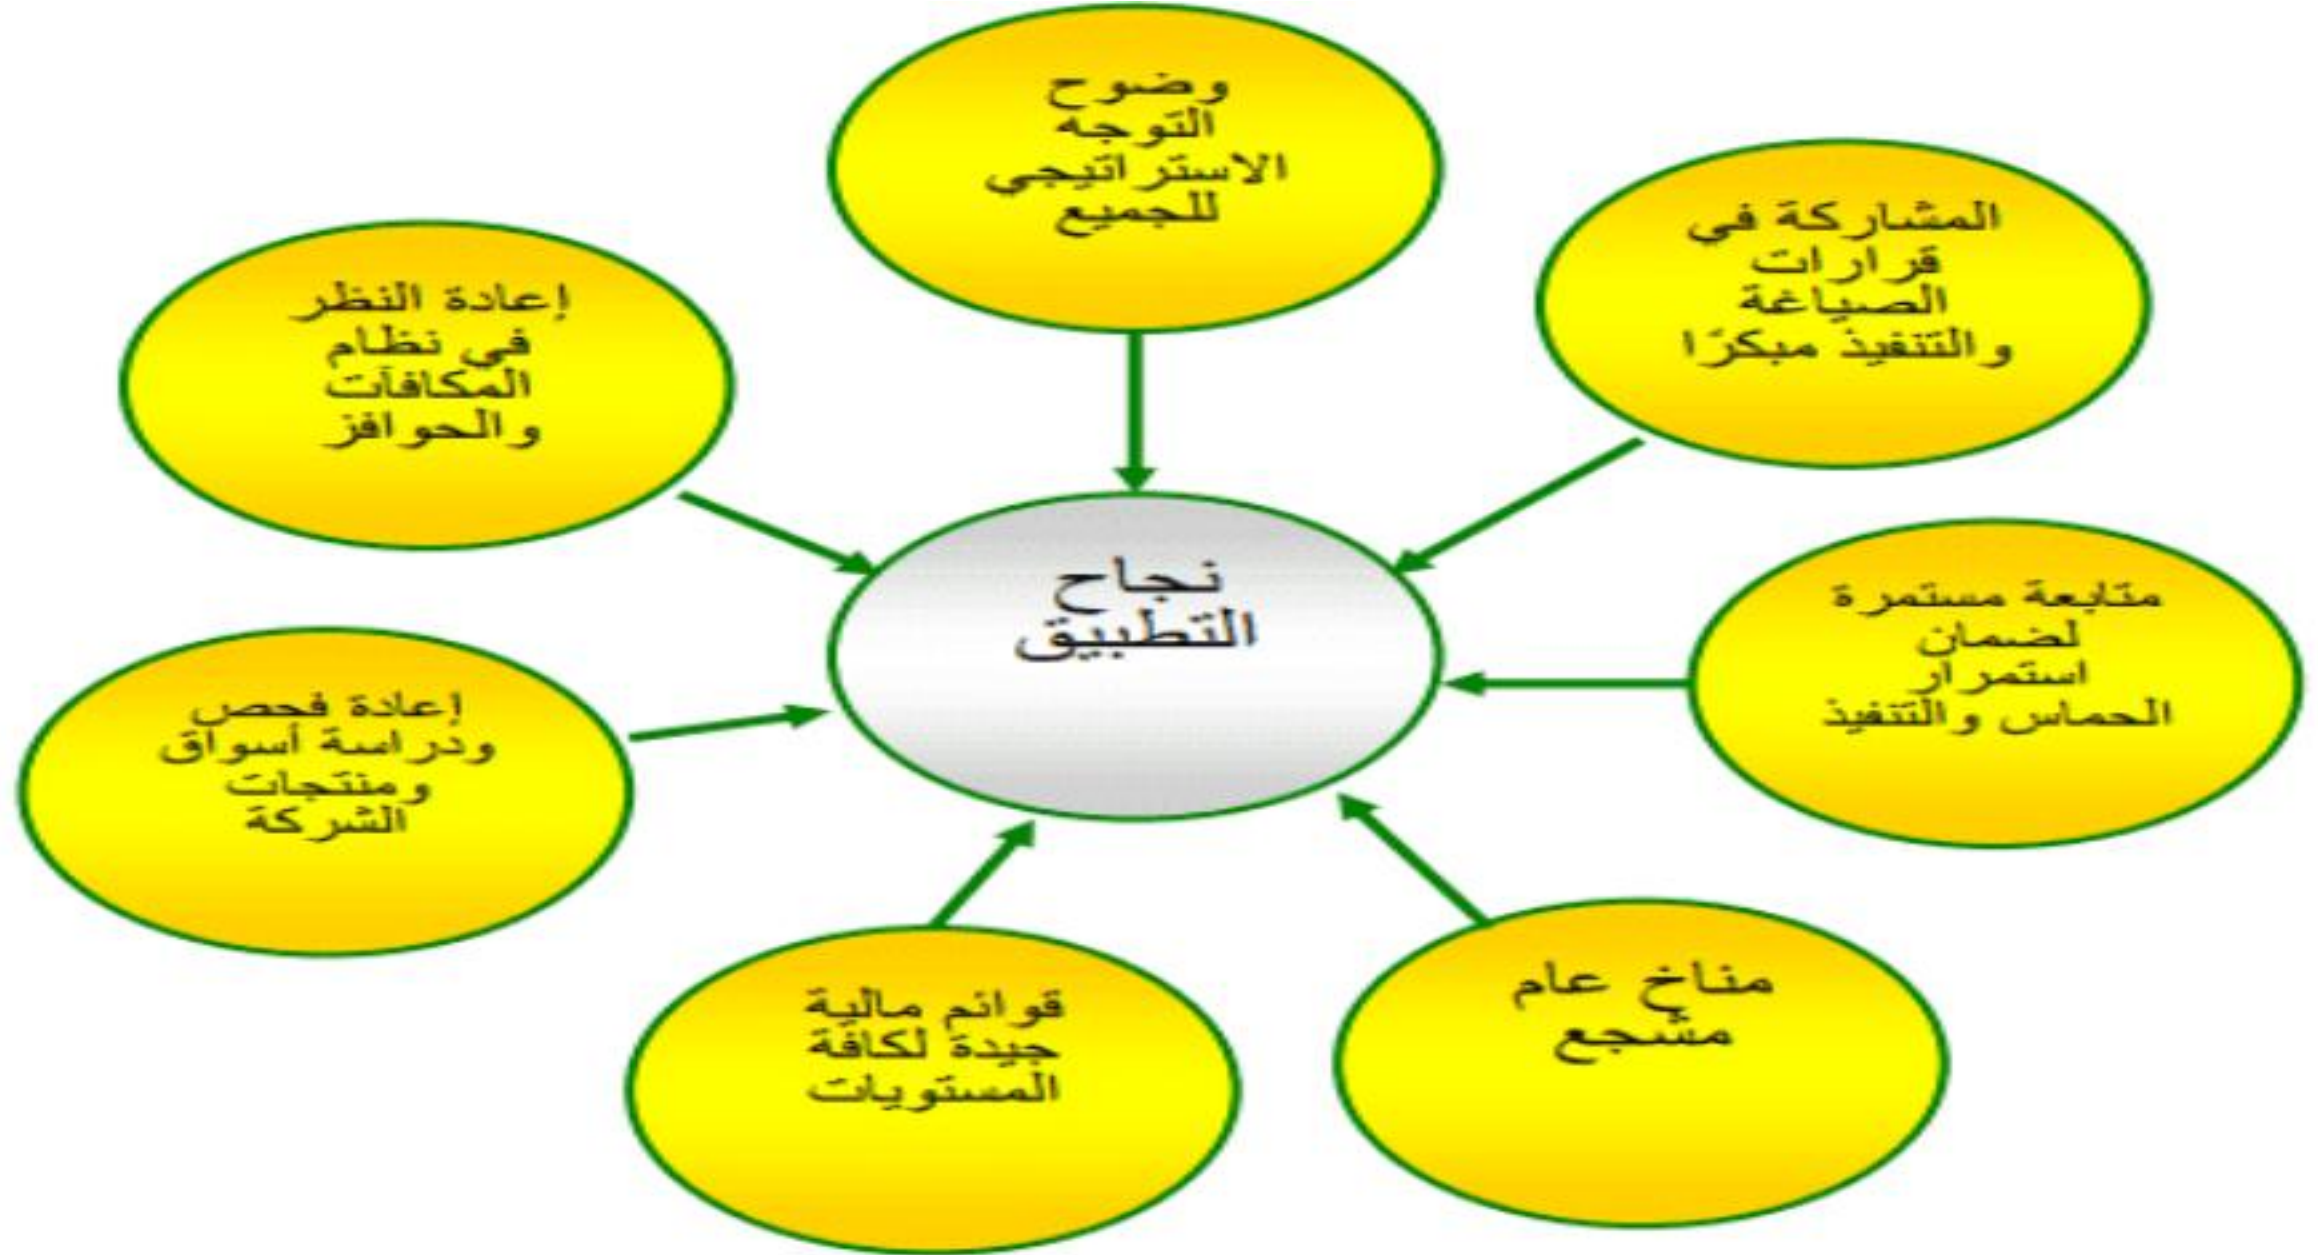 وضوح
التوجه
الاستراتيجي
للجميع
المشاركة في
قرارات
الصياغة
والتنفيذ مبكرًا
متابعة مستمرة
لضمان
استمرار
الحماس والتنفيذ
مناخ عام
مشجع
قوائم مالية
جيدة لكافة
المستويات
إعادة فحص
ودراسة أسواق
ومنتجات
الشركة
إعادة النظر
في نظام
المكافآت
والحوافز
نجاح
التطبيق